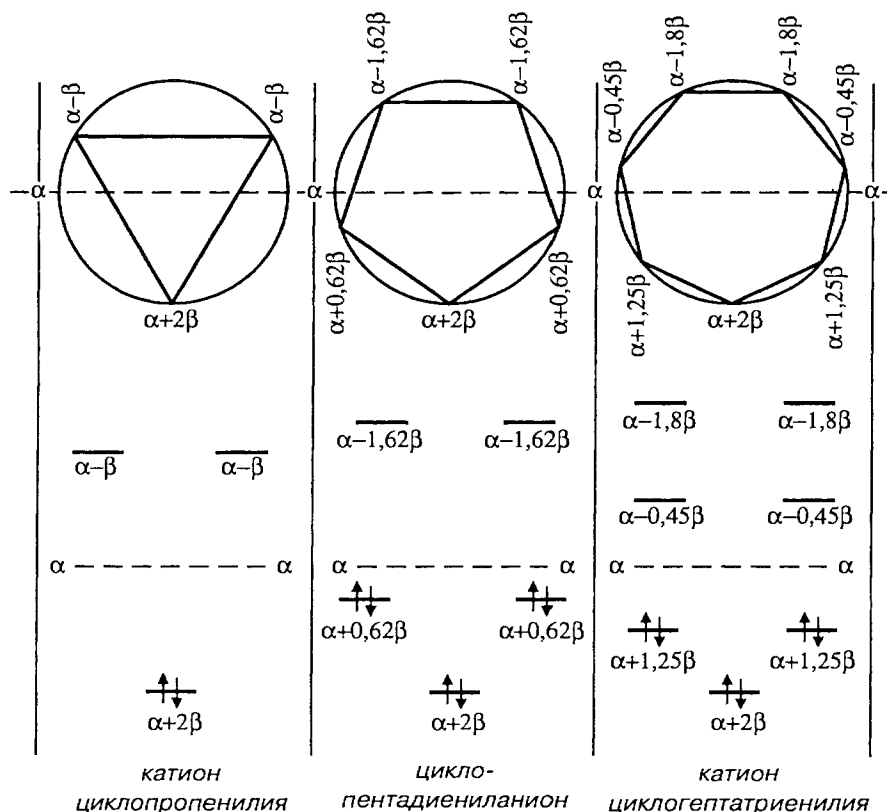 α–1,62β α–1,62β α–1,8β α–1,8β
α–β α–β α–0,45β α–0,45β
α α α α
α+0,62β α+0,62β α+1,25β α+1,25β
α+2β α+2β α+2β
α–1,8β α–1,8β
α–1,62β α–1,62β
α–β α–β
α–0,45β α–0,45β
α α α α α α
α+0,62β α+0,62β
α+1,25β α+1,25β
α+2β α+2β α+2β
катион цикло- катион
циклопропенилия пентадиениланион циклогептатриенилия